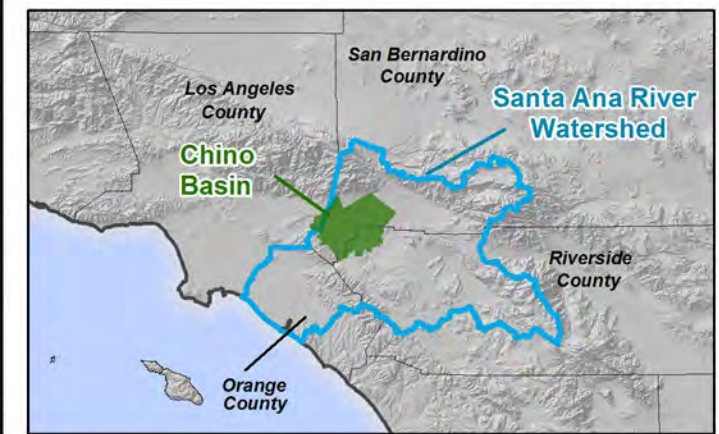 San Bernardino
County
Los Angeles
County
Santa Ana River
Watershed
Chino
Basin
Riverside
County
Orange
County